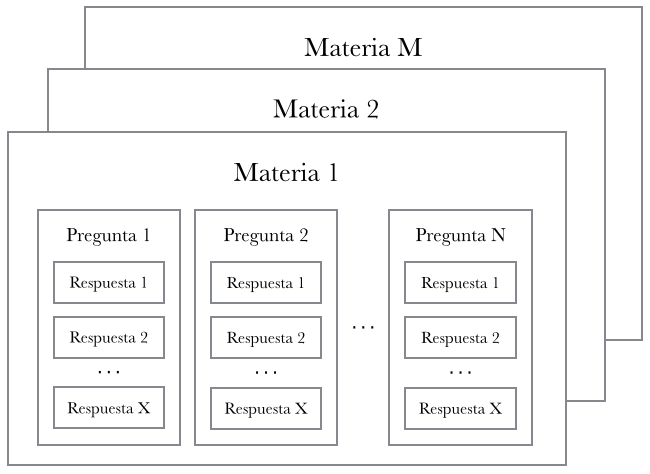 Materia M
Materia 2
Materia 1
Pregunta 1
Respuesta 1
Respuesta 2
...
Respuesta X
Pregunta 2
Respuesta 1
Respuesta 2
...
Respuesta X
...
Pregunta N
Respuesta 1
Respuesta 2
...
Respuesta X